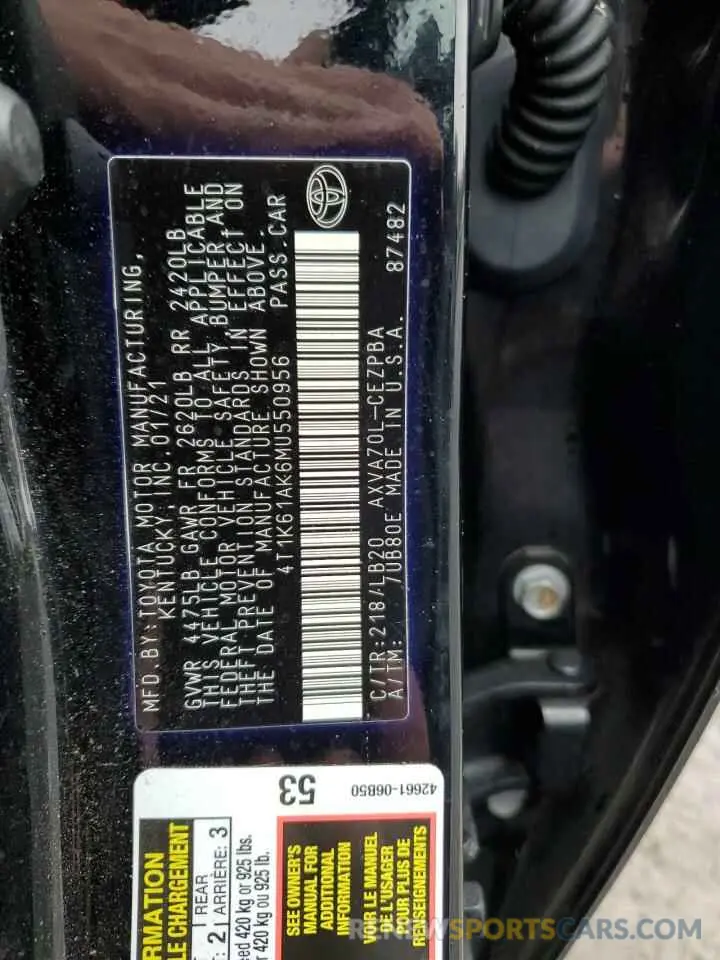 MFD.BY:TOYOTA MOTOR MANUFACTURING,
KENTUCKY, INC.01/21
GVWR 4475LB GAWR FR 2620LB RR 2420LB
THIS VEHICLE CONFORMS TO ALL APPLICABLE
FEDERAL MOTOR VEHICLE SAFETY, BUMPER, AND
THEFT PREVENTION STANDARDS IN EFFECT ON
THE DATE OF MANUFACTURE SHOWN ABOVE.
4T1K61AK6MU550956 PASS.CAR
C/TR:218/LB20 AXVA70L-CEZPBA
A/TM: 7UB80E MADE IN U.S.A. 87482
53
42661-06B50
RMATION
LE CHARGEMENT
2 REAR
ARRIÈRE: 3
eed 420 kg or 925 lbs.
r 420 kg ou 925 lb.
SEE OWNER'S
MANUAL FOR
ADDITIONAL
INFORMATION
VOIR LE MANUEL
DE L'USAGER
POUR PLUS DE
RENSEIGNEMENTS
RENEWSPORTSCARS.COM